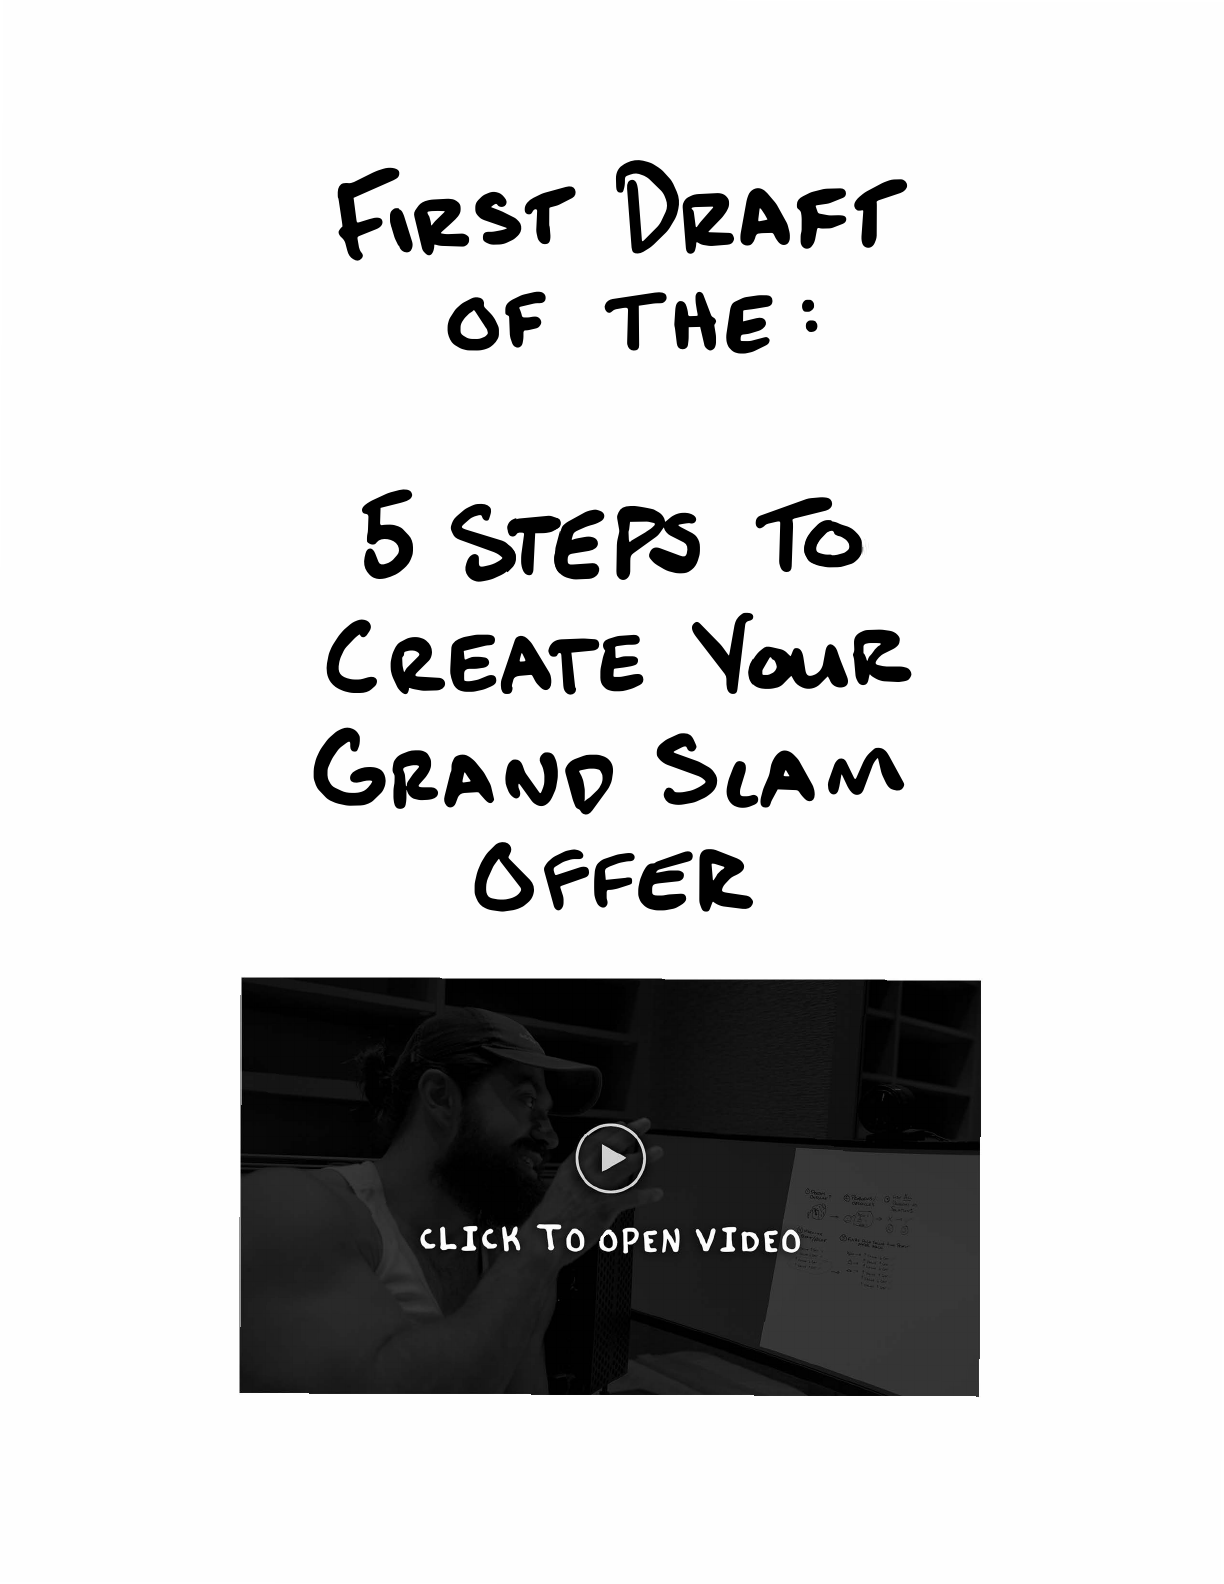 FIRST DRAFT
OF THE:
5 STEPS TO
CREATE YOUR
GRAND SLAM
OFFER
CLICK TO OPEN VIDEO